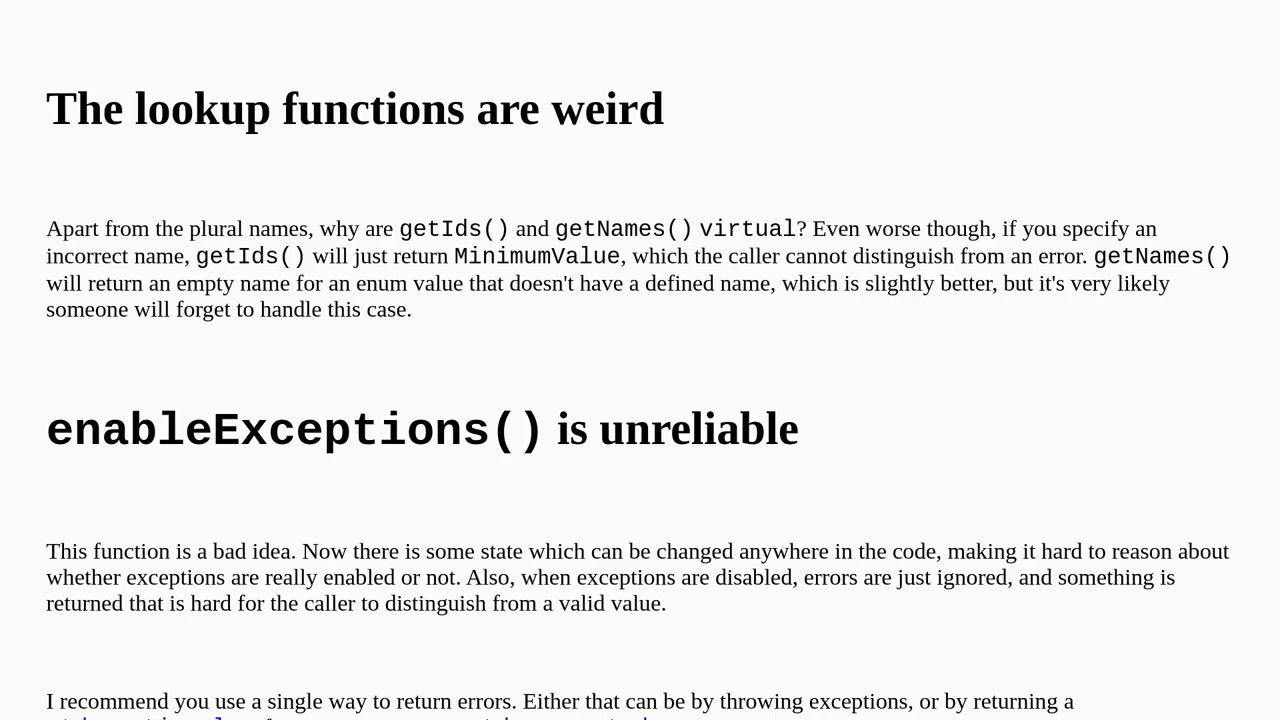 The lookup functions are weird
Apart from the plural names, why are getIds() and getNames() virtual? Even worse though, if you specify an
incorrect name, getIds() will just return MinimumValue, which the caller cannot distinguish from an error. getNames()
will return an empty name for an enum value that doesn't have a defined name, which is slightly better, but it's very likely
someone will forget to handle this case.
enableExceptions() is unreliable
This function is a bad idea. Now there is some state which can be changed anywhere in the code, making it hard to reason about
whether exceptions are really enabled or not. Also, when exceptions are disabled, errors are just ignored, and something is
returned that is hard for the caller to distinguish from a valid value.
I recommend you use a single way to return errors. Either that can be by throwing exceptions, or by returning a